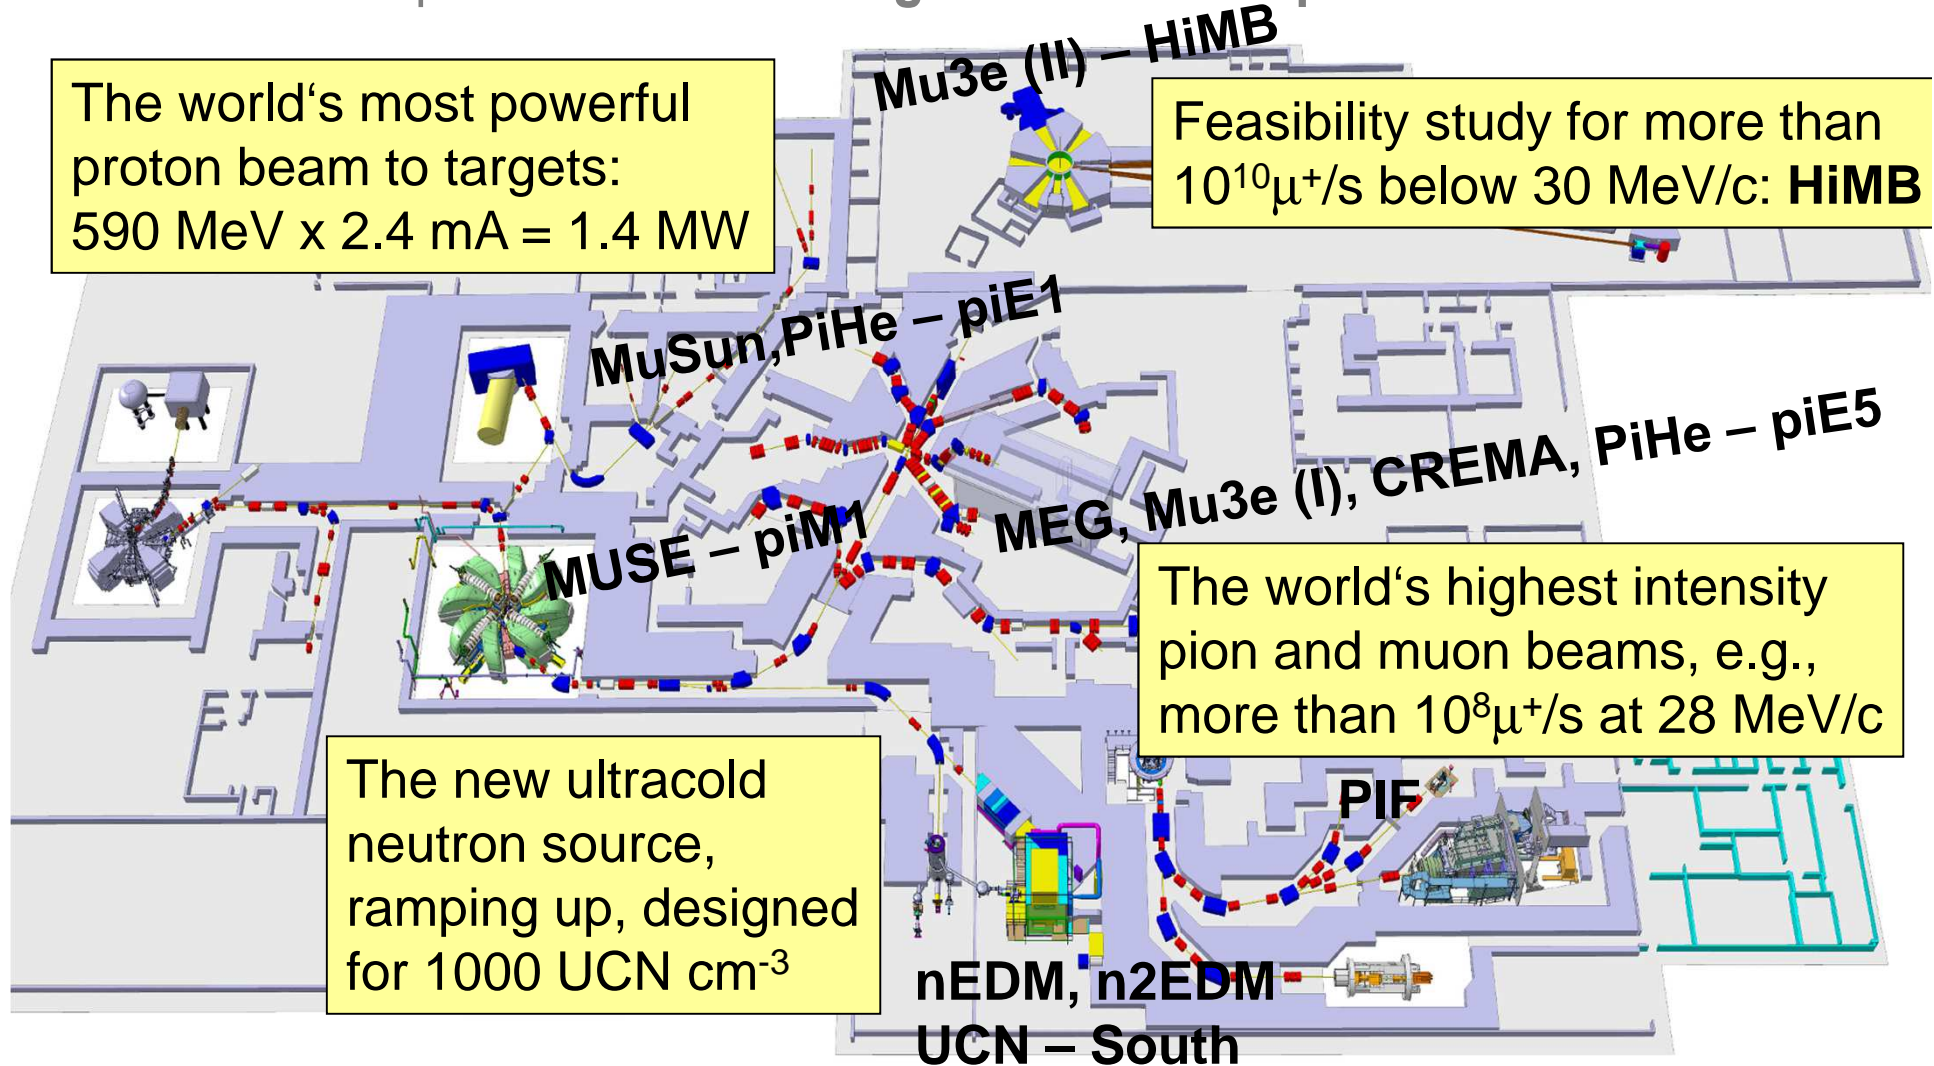 Mu3e (II) – HiMB
The world‘s most powerful
proton beam to targets:
590 MeV x 2.4 mA = 1.4 MW
Feasibility study for more than
10¹⁰μ⁺/s below 30 MeV/c: HiMB
MuSun,PiHe – piE1
MEG, Mu3e (I), CREMA, PiHe – piE5
MUSE – piM1
The world‘s highest intensity
pion and muon beams, e.g.,
more than 10⁸μ⁺/s at 28 MeV/c
The new ultracold
neutron source,
ramping up, designed
for 1000 UCN cm⁻³
PIF
nEDM, n2EDM
UCN – South